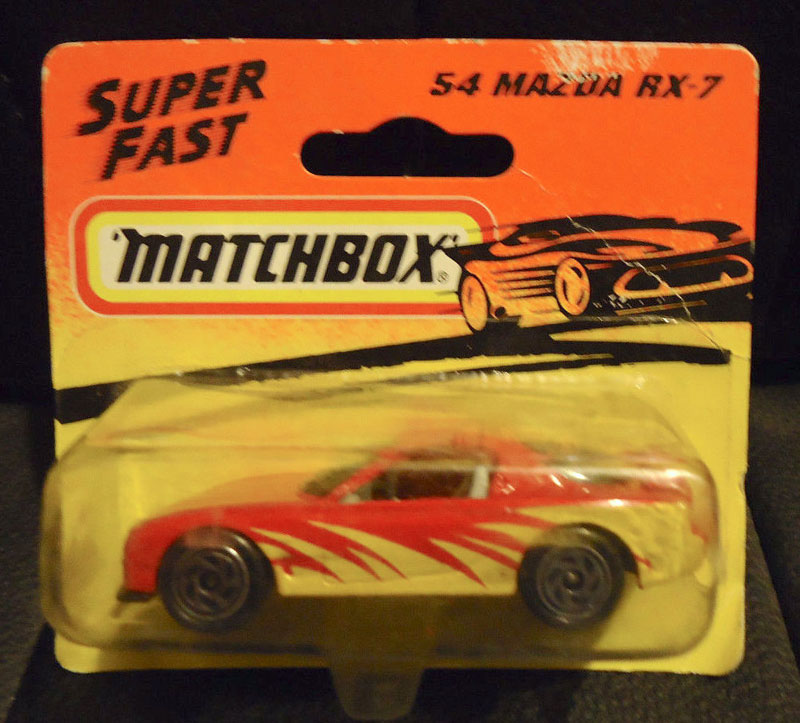 SUPER
FAST
54 MAZDA RX-7
'MATCHBOX'®